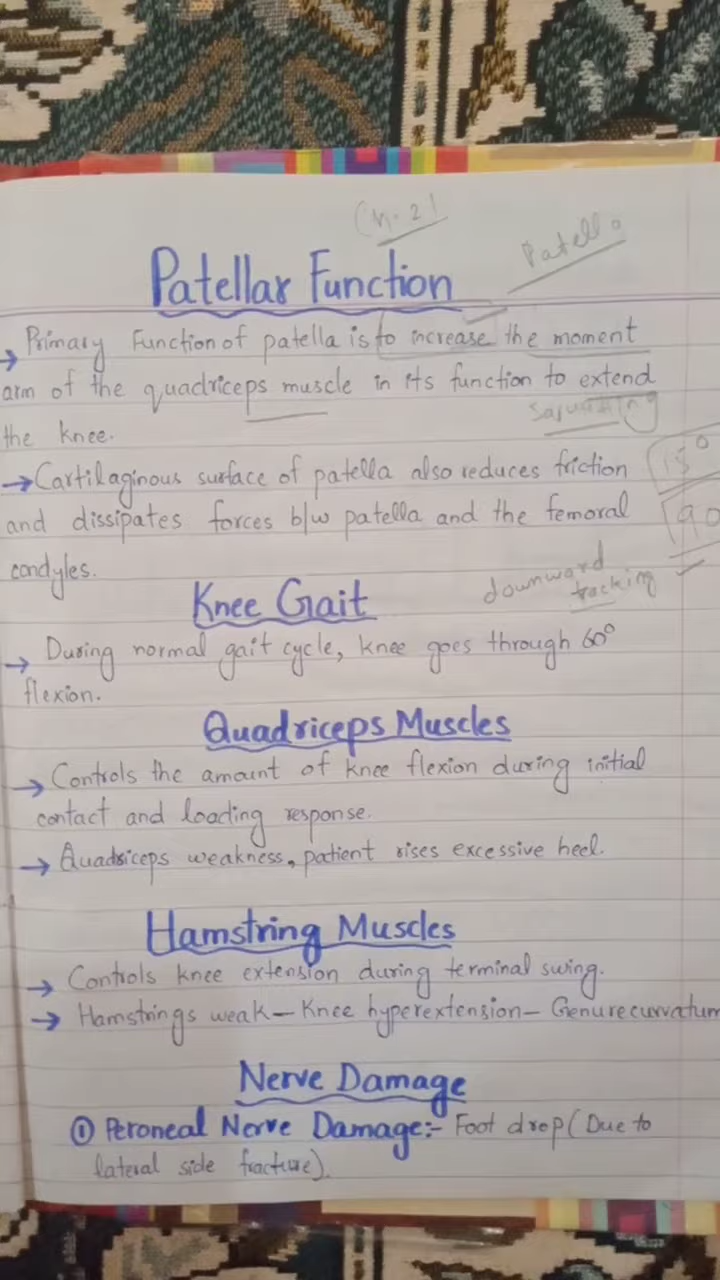 Ch-21
Patella
Patellar Function
→ Primary Function of patella is to increase the moment
arm of the quadriceps muscle in its function to extend
the knee.
→ Cartilaginous surface of patella also reduces friction
15°
and dissipates forces b/w patella and the femoral
90
condyles.
downward
tracking
Knee Gait
→ During normal gait cycle, knee goes through 60°
flexion.
Quadriceps Muscles
→ Controls the amount of knee flexion during initial
contact and loading response.
→ Quadriceps weakness, patient rises excessive heel.
Hamstring Muscles
→ Controls knee extension during terminal swing.
→ Hamstrings weak — Knee hyperextension — Genurecurvatum
Nerve Damage
① Peroneal Nerve Damage:- Foot drop (Due to
lateral side fracture).